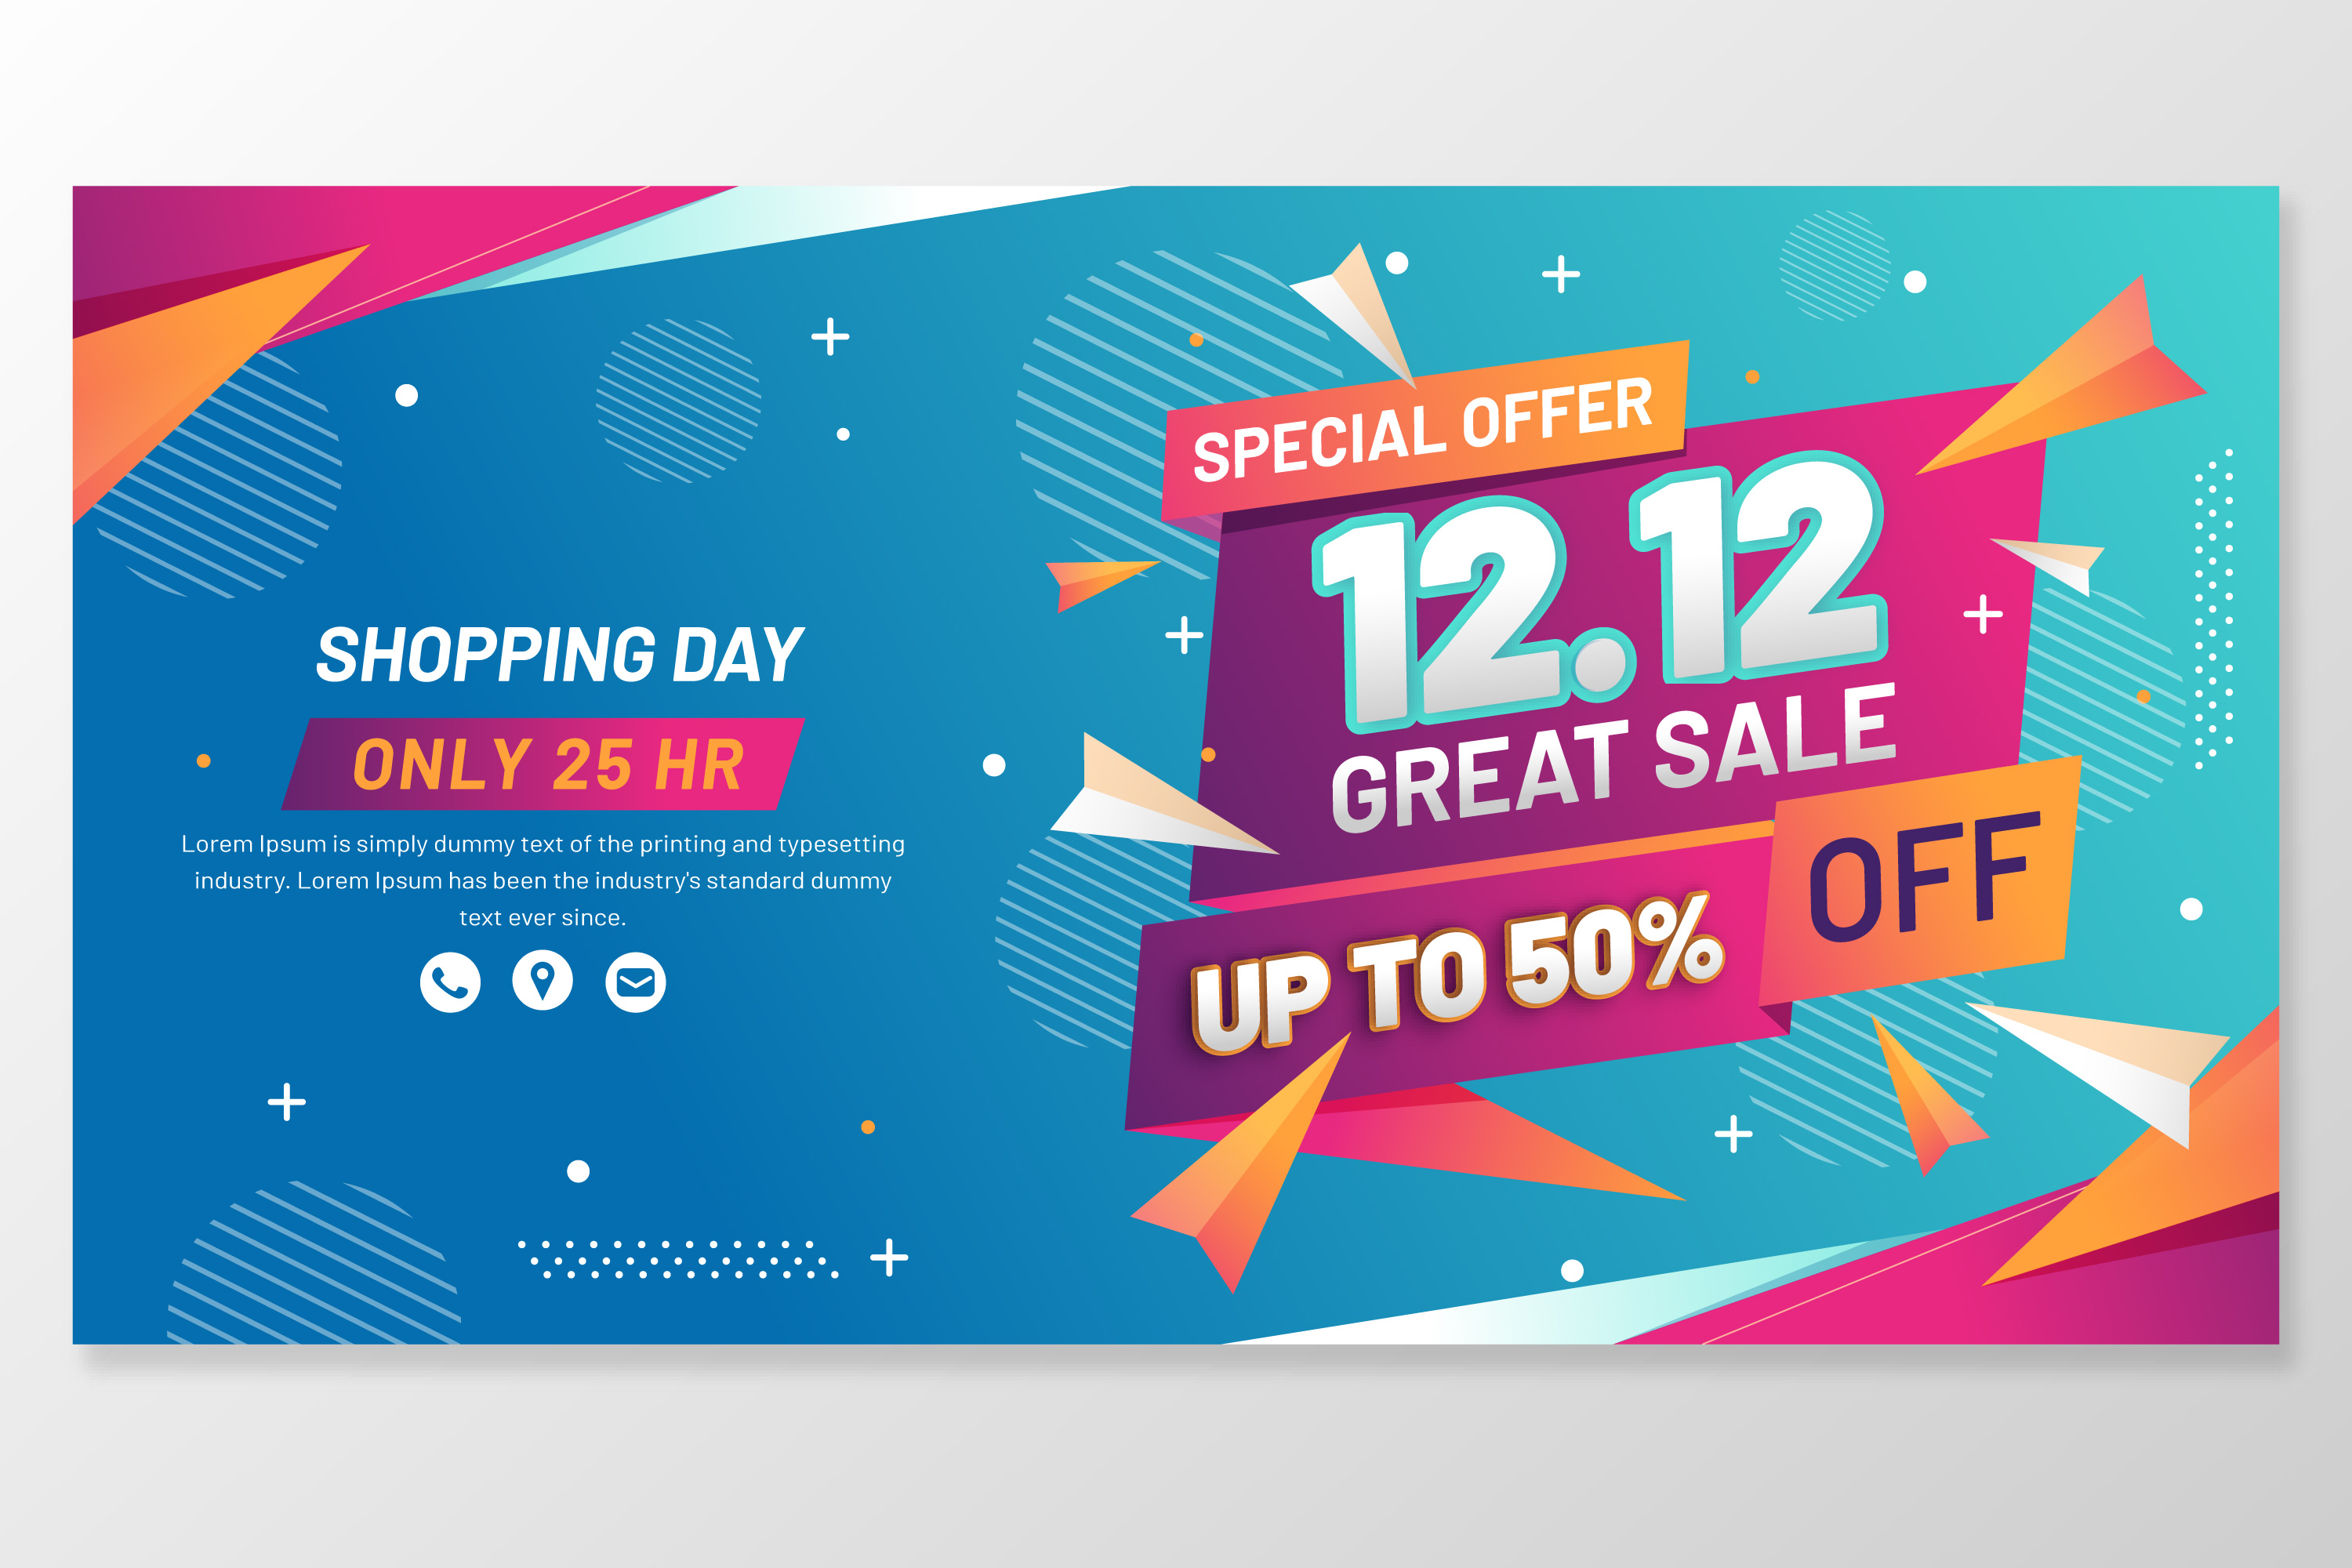 SHOPPING DAY
ONLY 25 HR
Lorem Ipsum is simply dummy text of the printing and typesetting
industry. Lorem Ipsum has been the industry's standard dummy
text ever since.
SPECIAL OFFER
12.12
GREAT SALE
UP TO 50%
OFF